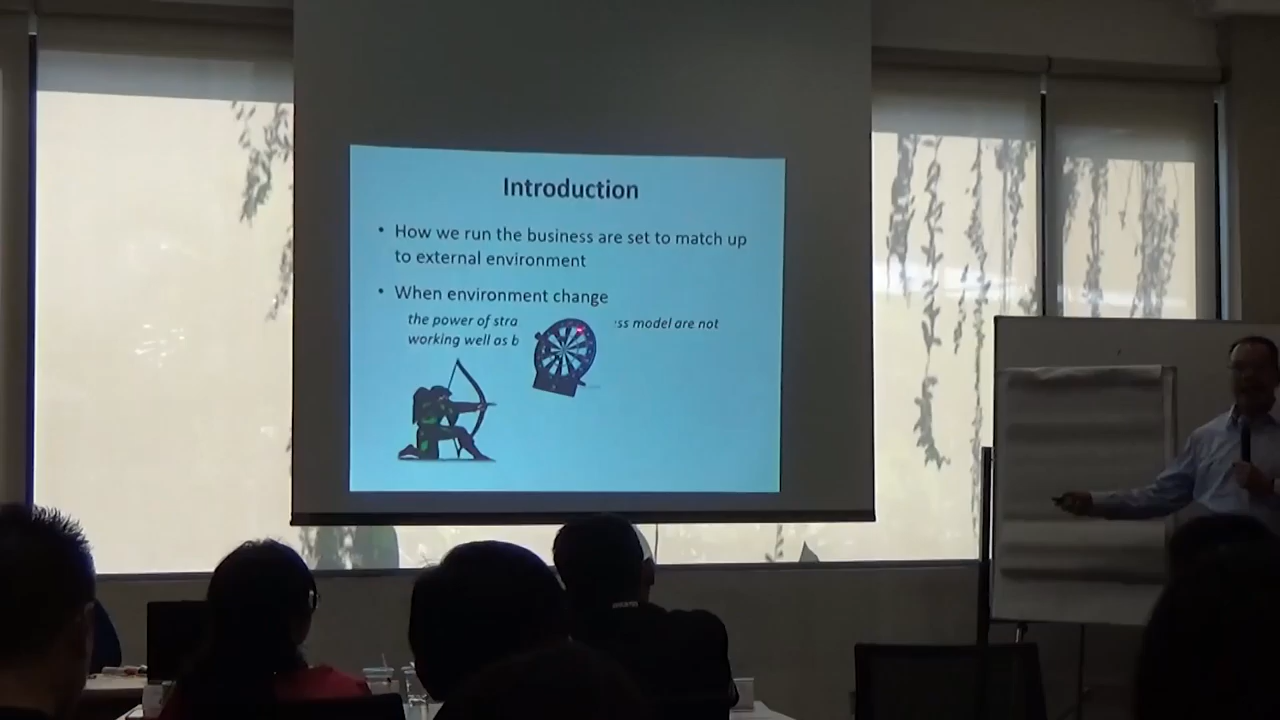 Introduction
• How we run the business are set to match up
to external environment
• When environment change
the power of stra ss model are not
working well as b